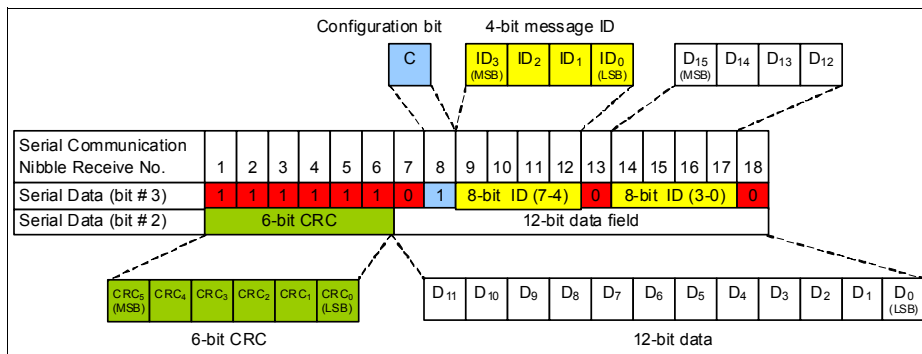 Configuration bit 4-bit message ID
C ID3 (MSB) ID2 ID1 ID0 (LSB) D15 (MSB) D14 D13 D12
Serial Communication
Nibble Receive No. 1 2 3 4 5 6 7 8 9 10 11 12 13 14 15 16 17 18
Serial Data (bit # 3) 1 1 1 1 1 1 0 1 8-bit ID (7-4) 0 8-bit ID (3-0) 0
Serial Data (bit # 2) 6-bit CRC 12-bit data field
CRC5 (MSB) CRC4 CRC3 CRC2 CRC1 CRC0 (LSB) D11 D10 D9 D8 D7 D6 D5 D4 D3 D2 D1 D0 (LSB)
6-bit CRC 12-bit data